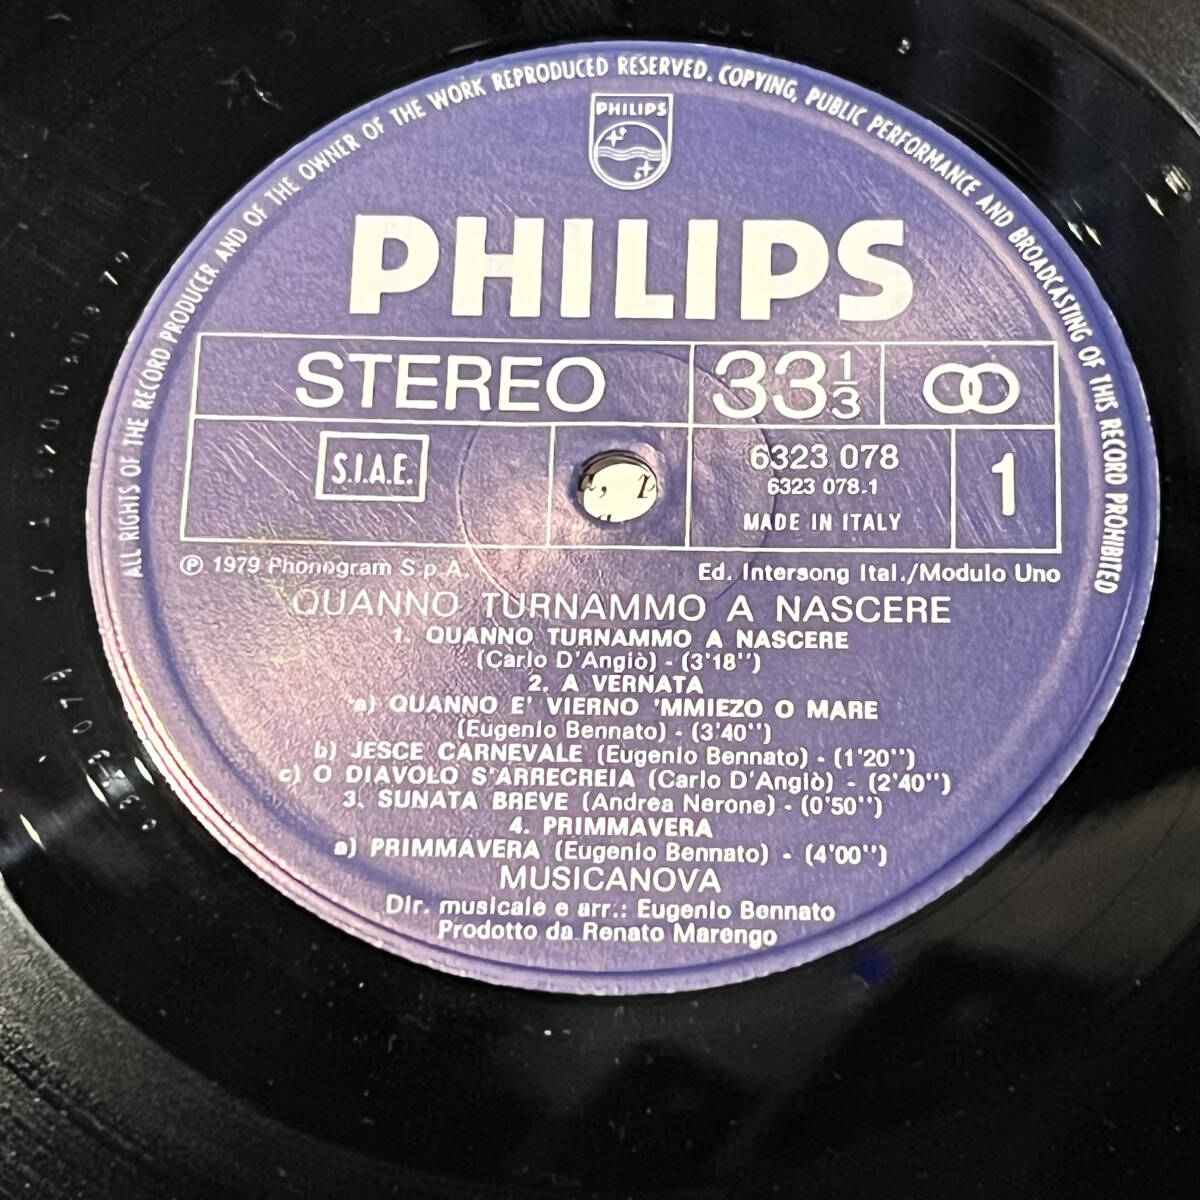 ALL RIGHTS OF THE RECORD PRODUCER AND OF THE OWNER OF THE WORK REPRODUCED RESERVED. COPYING, PUBLIC PERFORMANCE AND BROADCASTING OF THIS RECORD PROHIBITED
PHILIPS
PHILIPS
STEREO
33 1/3
S.I.A.E.
6323 078
6323 078.1
MADE IN ITALY
1
℗ 1979 Phonogram S.p.A.
Ed. Intersong Ital./Modulo Uno
QUANNO TURNAMMO A NASCERE
1. QUANNO TURNAMMO A NASCERE
(Carlo D'Angiò) - (3'18'')
2. A VERNATA
a) QUANNO E' VIERNO 'MMIEZO O MARE
(Eugenio Bennato) - (3'40'')
b) JESCE CARNEVALE (Eugenio Bennato) - (1'20'')
c) O DIAVOLO S'ARRECREIA (Carlo D'Angiò) - (2'40'')
3. SUNATA BREVE (Andrea Nerone) - (0'50'')
4. PRIMMAVERA
a) PRIMMAVERA (Eugenio Bennato) - (4'00'')
MUSICANOVA
Dir. musicale e arr.: Eugenio Bennato
Prodotto da Renato Marengo